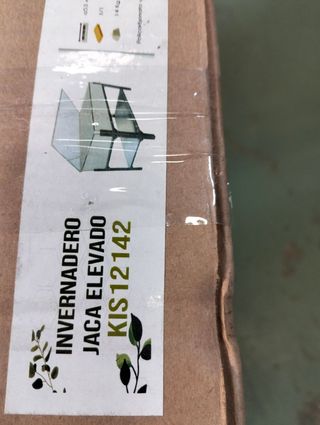 INVERNADERO
JACA ELEVADO
KIS12142